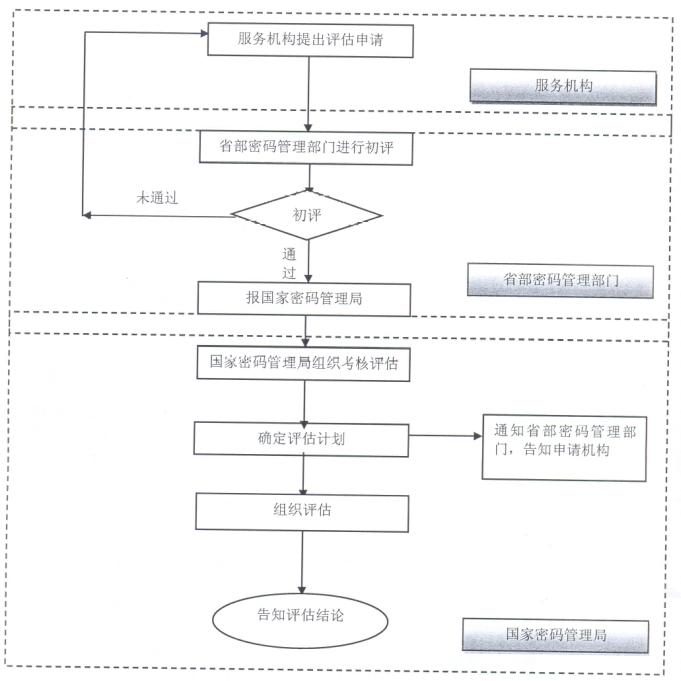 服务机构提出评估申请
服务机构
省部密码管理部门进行初评
未通过
初评
通
过
省部密码管理部门
报国家密码管理局
国家密码管理局组织考核评估
确定评估计划
通知省部密码管理部
门，告知申请机构
组织评估
告知评估结论
国家密码管理局